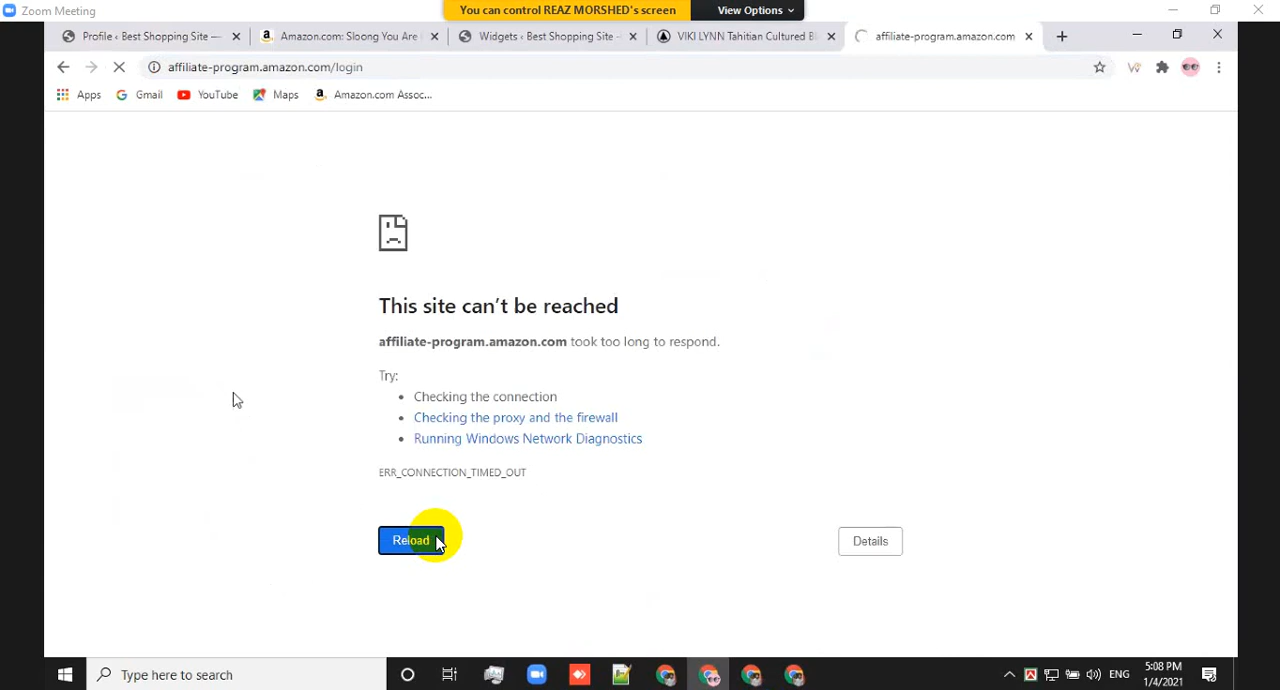 Zoom Meeting
You can control REAZ MORSHED's screen
View Options
Profile ‹ Best Shopping Site —
Amazon.com: Sloong You Are I
Widgets ‹ Best Shopping Site –
VIKI LYNN Tahitian Cultured Bl
affiliate-program.amazon.com
affiliate-program.amazon.com/login
Apps
Gmail
YouTube
Maps
Amazon.com Assoc...
This site can't be reached
affiliate-program.amazon.com took too long to respond.
Try:
• Checking the connection
• Checking the proxy and the firewall
• Running Windows Network Diagnostics
ERR_CONNECTION_TIMED_OUT
Reload
Details
Type here to search
ENG
5:08 PM
1/4/2021